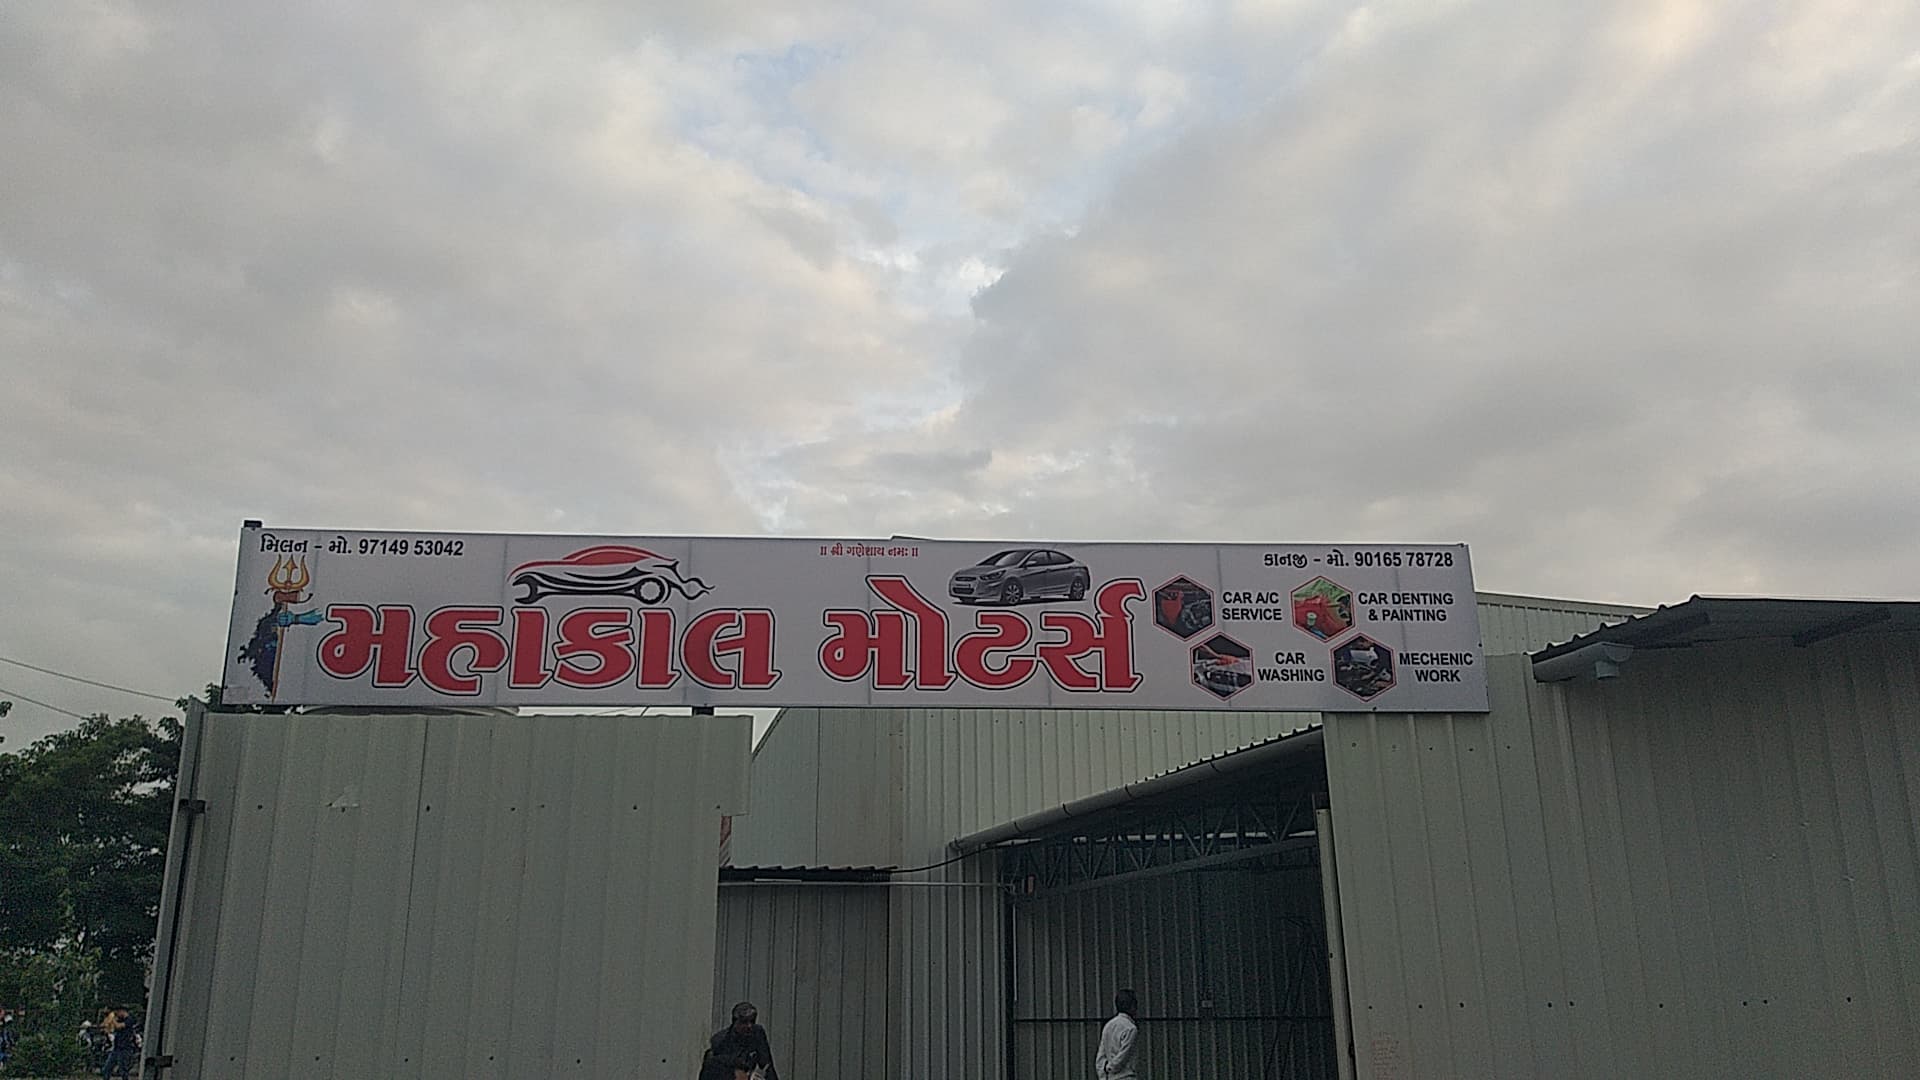 મિલન - મો. 97149 53042
॥ શ્રી ગણેશાય નમઃ ॥
કાનજી - મો. 90165 78728
મહાકાલ મોટર્સ
CAR A/C
SERVICE
CAR DENTING
& PAINTING
CAR
WASHING
MECHENIC
WORK